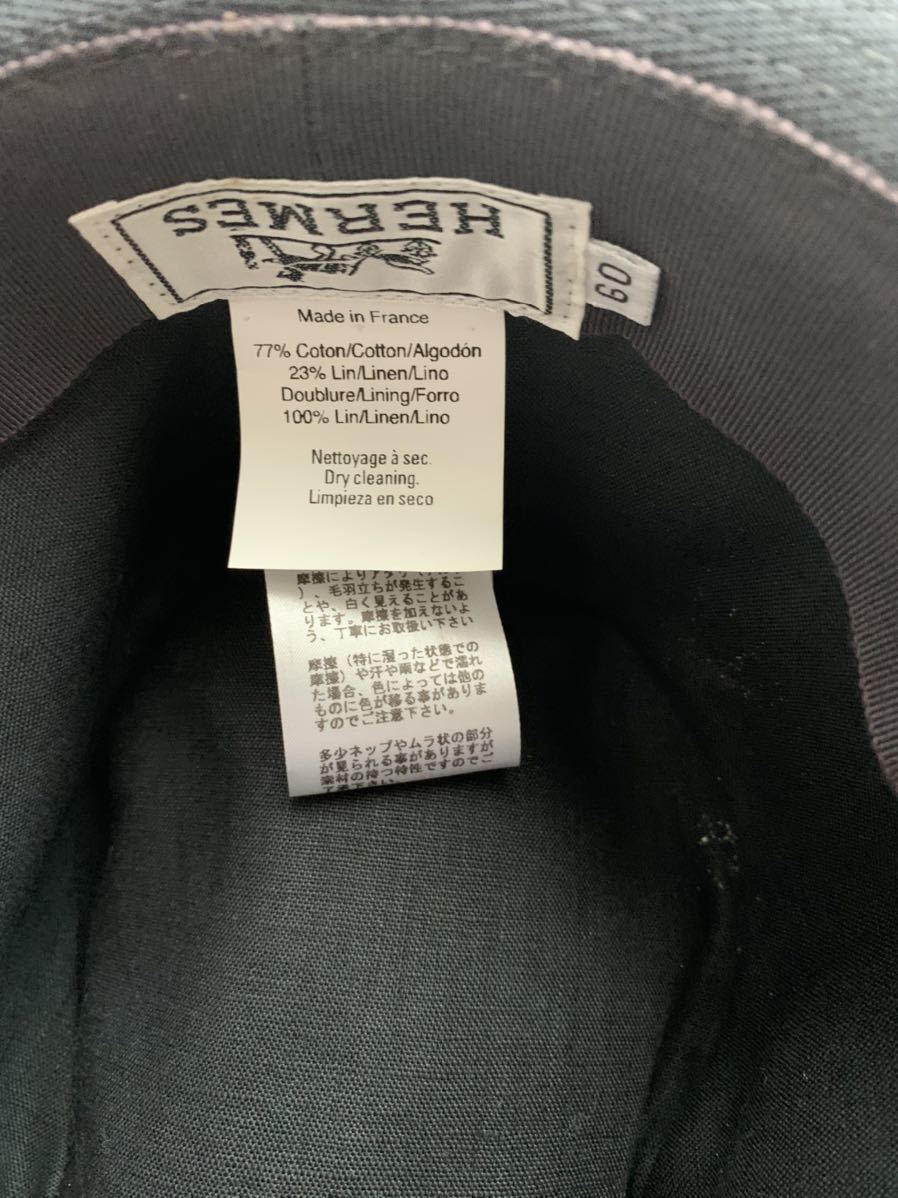 HERMES
60
Made in France
77% Coton/Cotton/Algodón
23% Lin/Linen/Lino
Doublure/Lining/Forro
100% Lin/Linen/Lino
Nettoyage à sec.
Dry cleaning.
Limpieza en seco
摩擦によりアタリ
)、毛羽立ちが発生するこ
とや、白く見えることがあ
ります。摩擦を加えないよ
う、丁寧にお取扱い下さい
摩擦(特に湿った状態での
摩擦)や汗や雨などで濡れ
た場合、色によっては他の
ものに色が移る事がありま
すのでご注意下さい。
多少ネップやムラ状の部分
が見られる事がありますが
素材の持つ特性ですのでご
了承下さい。